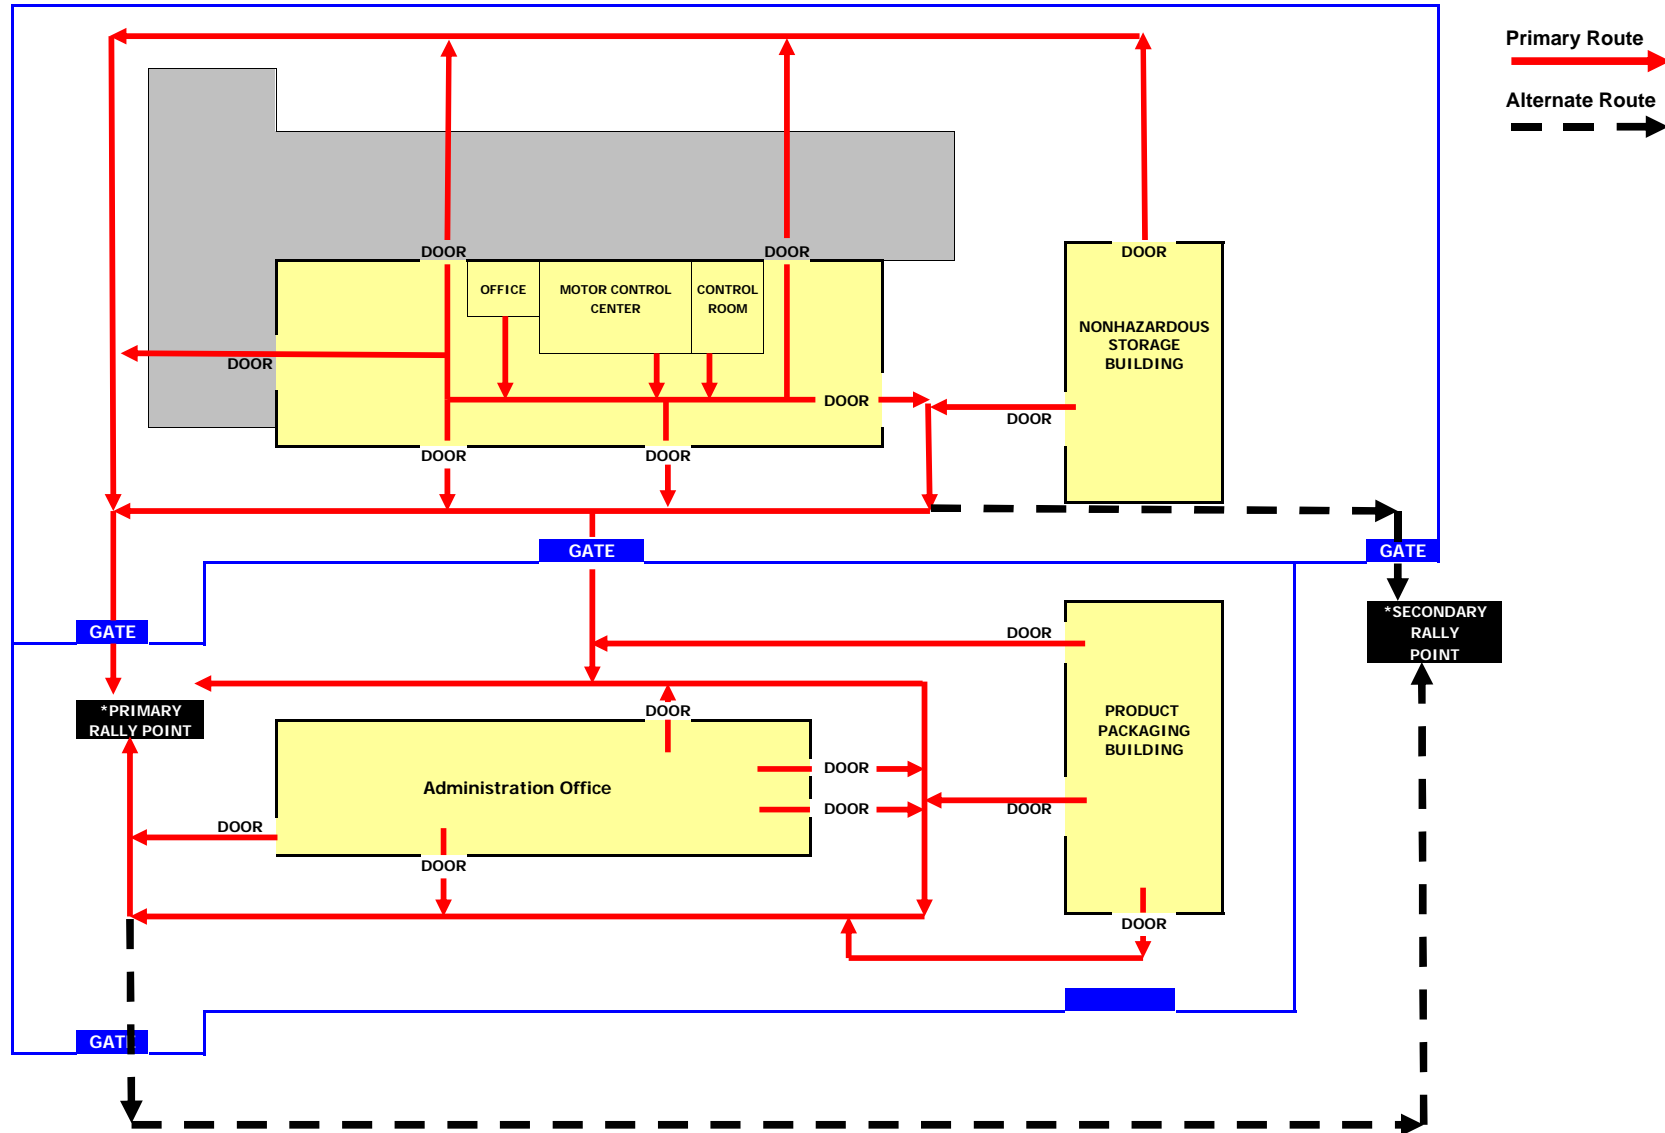 Primary Route
Alternate Route
DOOR
DOOR
DOOR
OFFICE
MOTOR CONTROL
CENTER
CONTROL
ROOM
NONHAZARDOUS
STORAGE
BUILDING
DOOR
DOOR
DOOR
DOOR
DOOR
GATE
GATE
GATE
DOOR
*SECONDARY
RALLY
POINT
*PRIMARY
RALLY POINT
DOOR
PRODUCT
PACKAGING
BUILDING
DOOR
Administration Office
DOOR
DOOR
DOOR
DOOR
DOOR
GATE